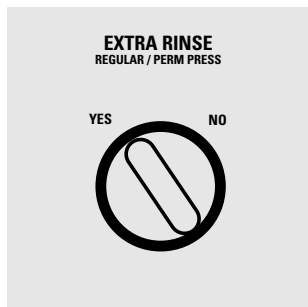 EXTRA RINSE
REGULAR / PERM PRESS
YES NO